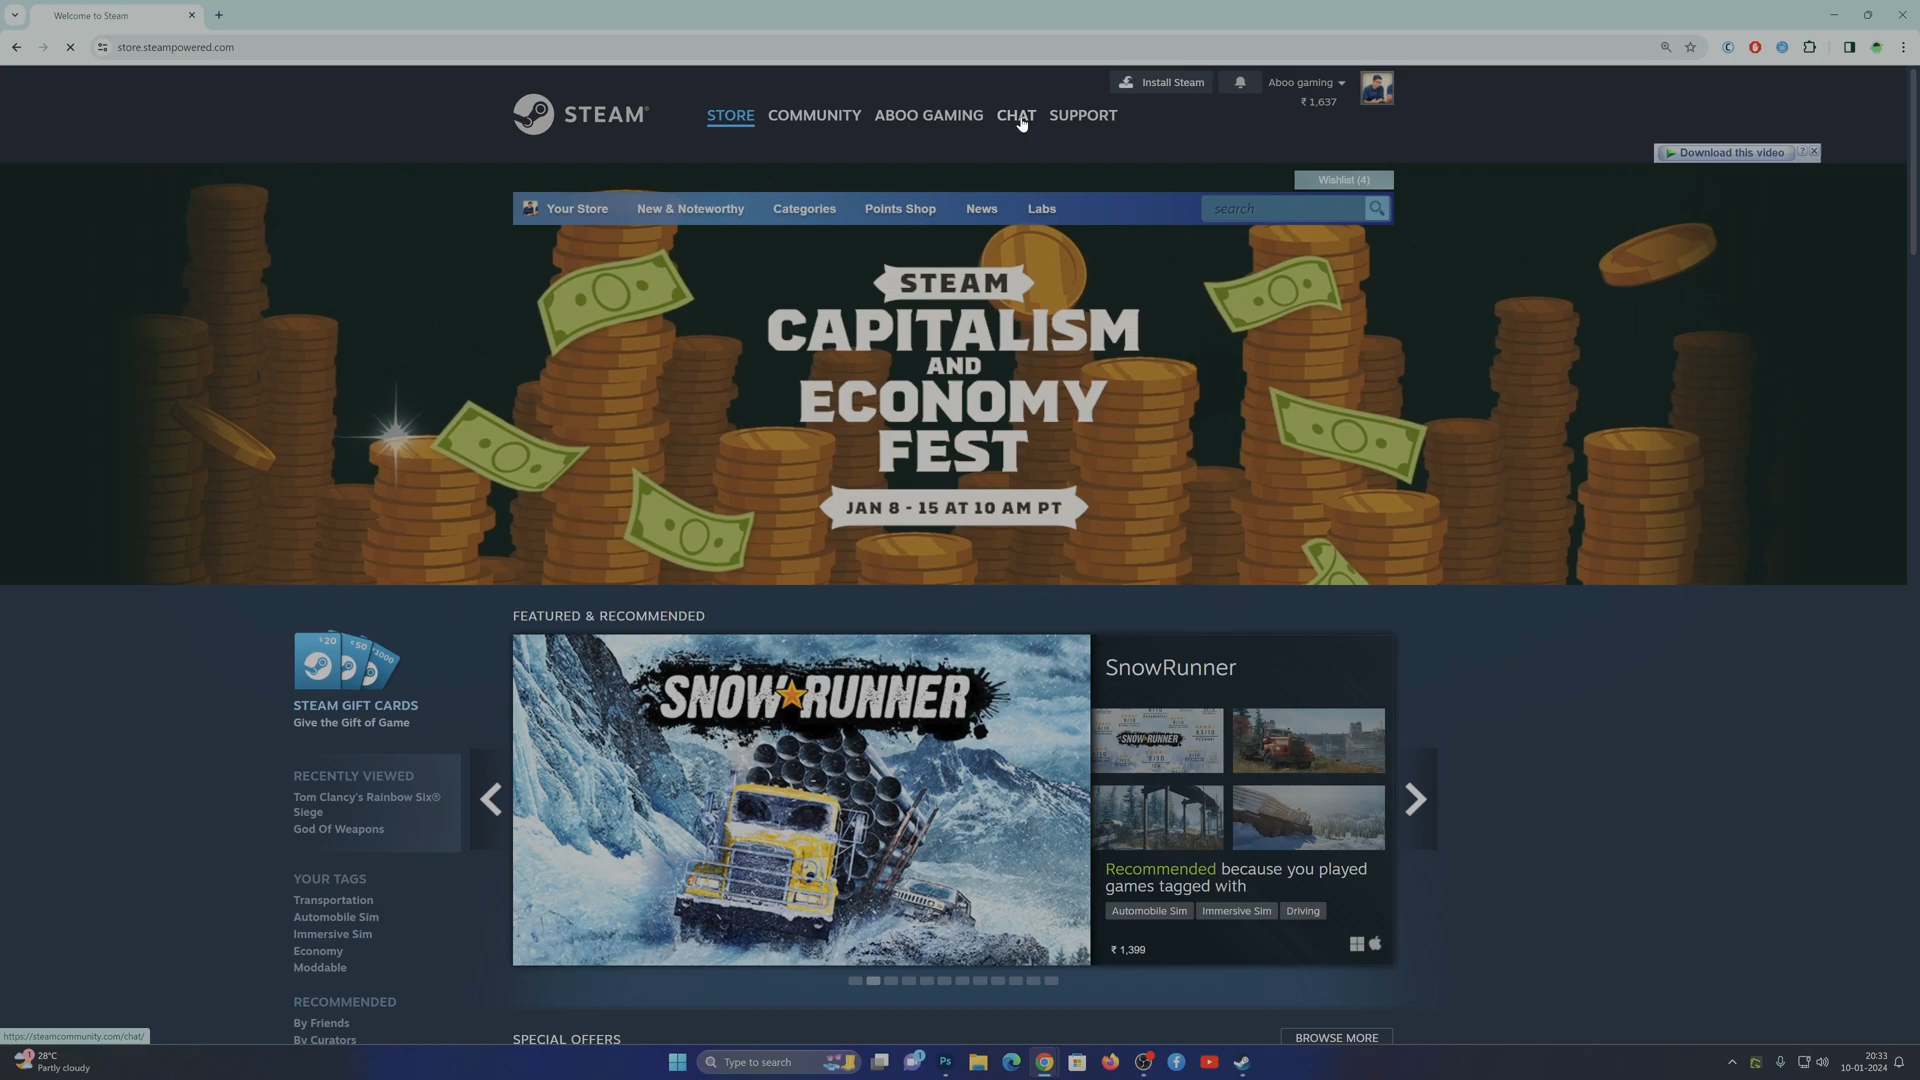 Welcome to Steam
store.steampowered.com
Install Steam
Aboo gaming
₹ 1,637
STEAM®
STORE COMMUNITY ABOO GAMING CHAT SUPPORT
Download this video
Wishlist (4)
Your Store New & Noteworthy Categories Points Shop News Labs search
STEAM
CAPITALISM
AND
ECONOMY
FEST
JAN 8 - 15 AT 10 AM PT
FEATURED & RECOMMENDED
STEAM GIFT CARDS
Give the Gift of Game
RECENTLY VIEWED
Tom Clancy's Rainbow Six®
Siege
God Of Weapons
YOUR TAGS
Transportation
Automobile Sim
Immersive Sim
Economy
Moddable
RECOMMENDED
By Friends
By Curators
SNOWRUNNER
SnowRunner
Recommended because you played
games tagged with
Automobile Sim Immersive Sim Driving
₹ 1,399
SPECIAL OFFERS
BROWSE MORE
https://steamcommunity.com/chat/
28°C
Partly cloudy
Type to search
20:33
10-01-2024